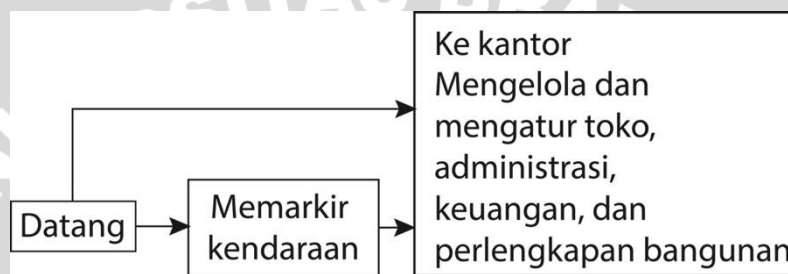 Ke kantor
Mengelola dan
mengatur toko,
administrasi,
keuangan, dan
perlengkapan bangunan
Datang
Memarkir
kendaraan